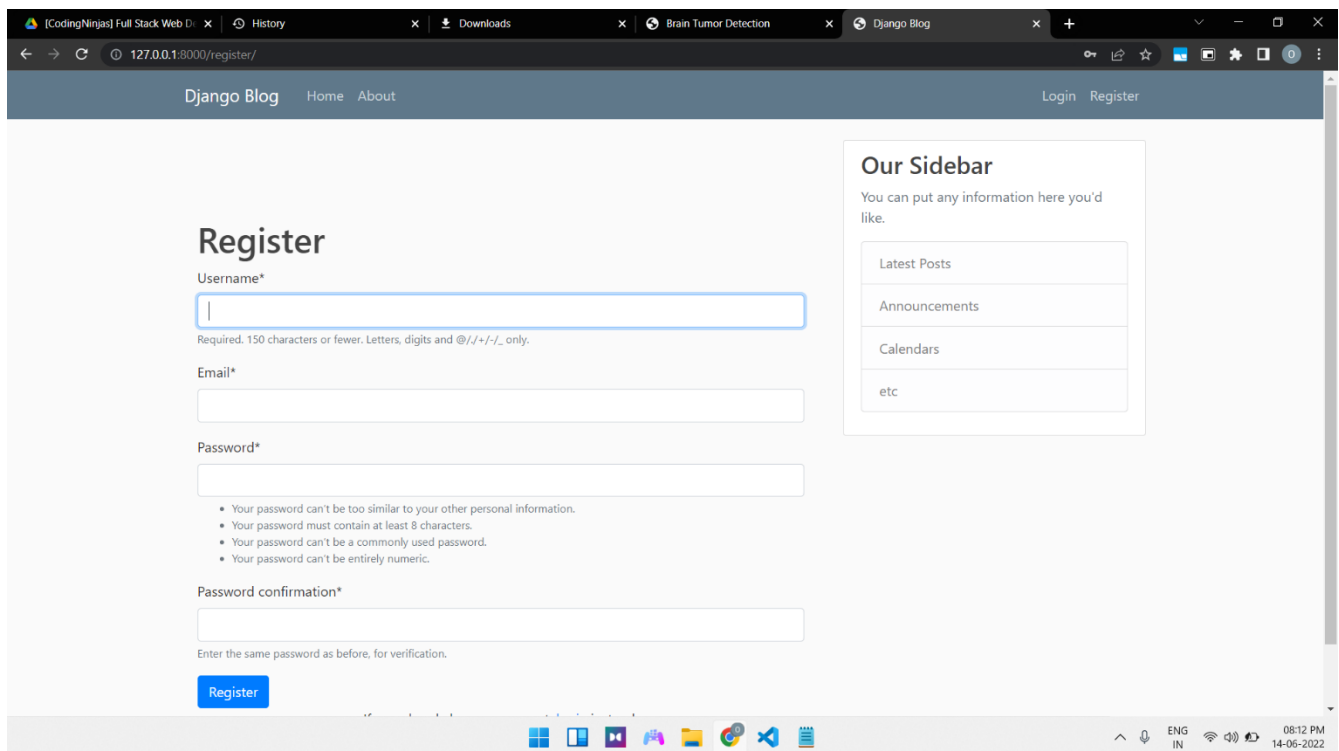 [CodingNinjas] Full Stack Web D
History
Downloads
Brain Tumor Detection
Django Blog
127.0.0.1:8000/register/
O
Django Blog Home About Login Register
Our Sidebar
You can put any information here you'd
like.
Latest Posts
Announcements
Calendars
etc
Register
Username*
Required. 150 characters or fewer. Letters, digits and @/./+/-/_ only.
Email*
Password*
Your password can't be too similar to your other personal information.
Your password must contain at least 8 characters.
Your password can't be a commonly used password.
Your password can't be entirely numeric.
Password confirmation*
Enter the same password as before, for verification.
Register
ENG
IN
08:12 PM
14-06-2022